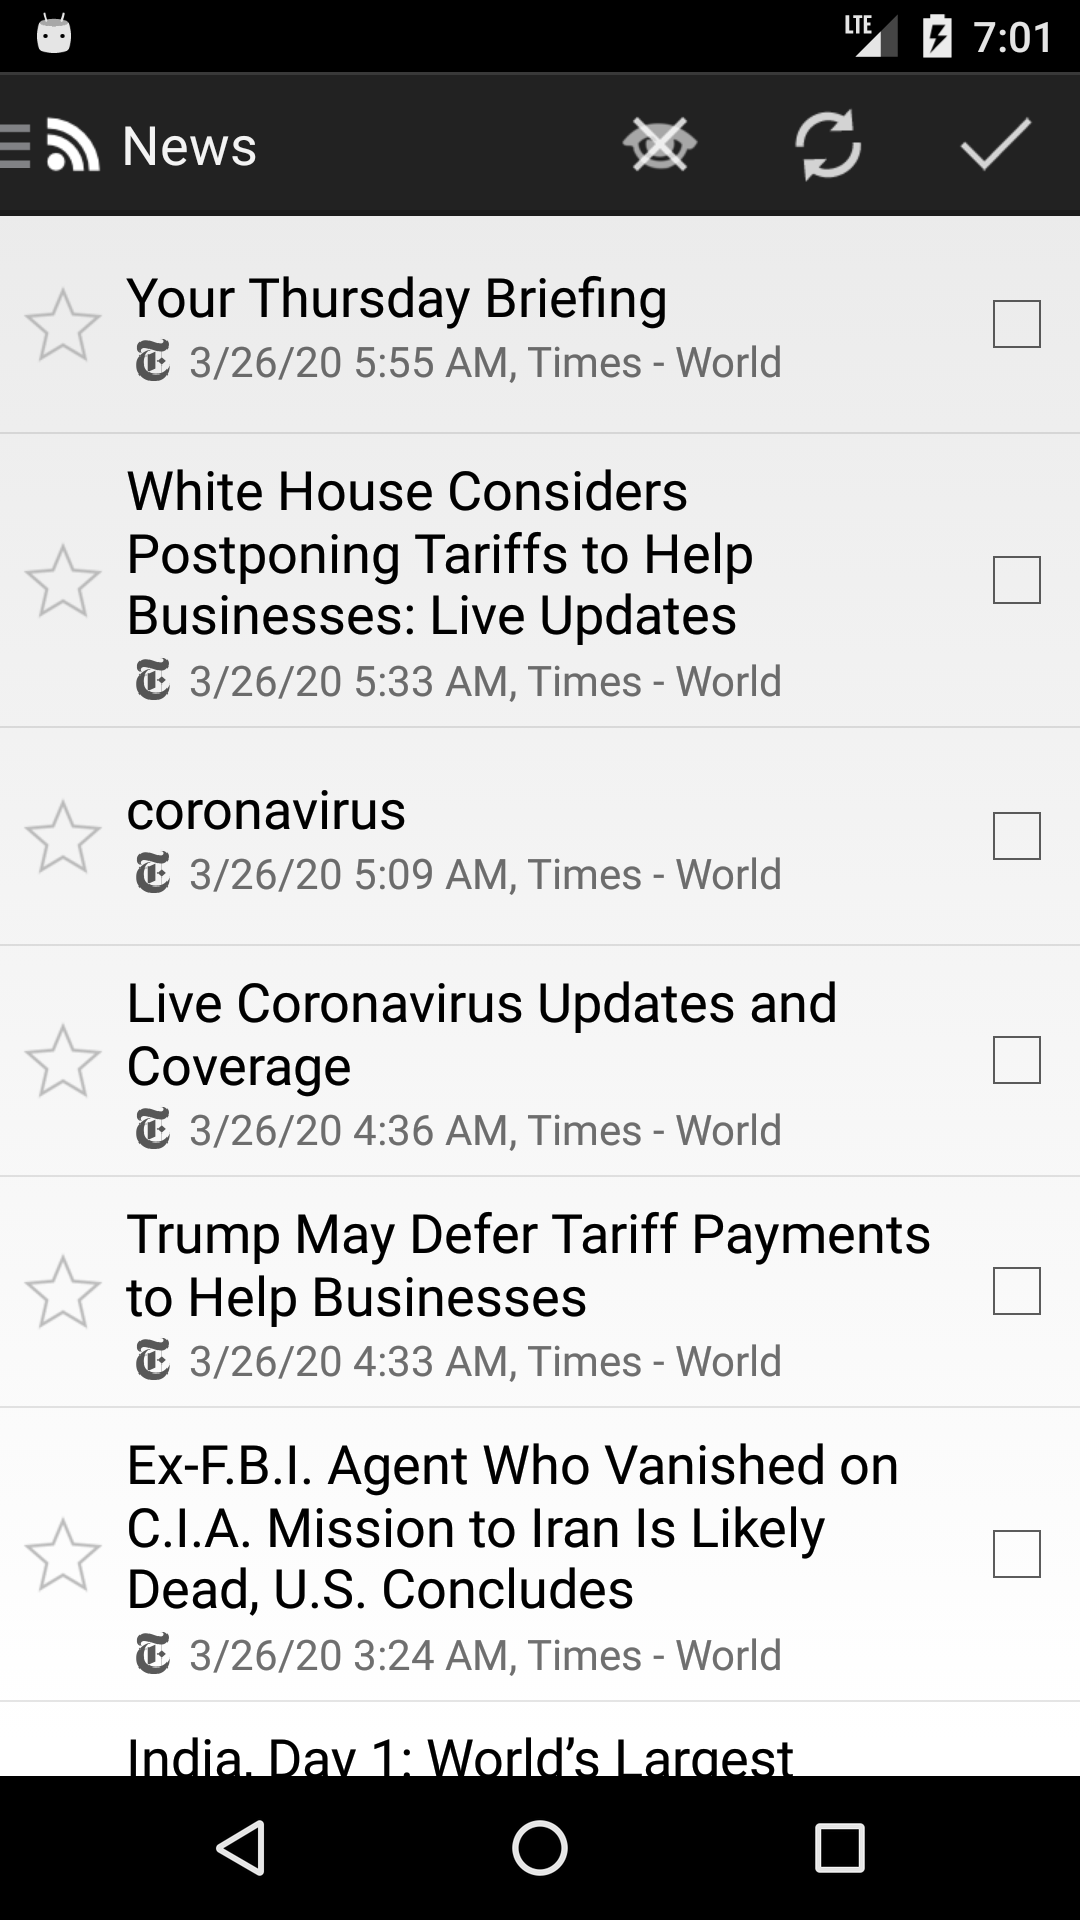 LTE 7:01
News
Your Thursday Briefing
3/26/20 5:55 AM, Times - World
White House Considers
Postponing Tariffs to Help
Businesses: Live Updates
3/26/20 5:33 AM, Times - World
coronavirus
3/26/20 5:09 AM, Times - World
Live Coronavirus Updates and
Coverage
3/26/20 4:36 AM, Times - World
Trump May Defer Tariff Payments
to Help Businesses
3/26/20 4:33 AM, Times - World
Ex-F.B.I. Agent Who Vanished on
C.I.A. Mission to Iran Is Likely
Dead, U.S. Concludes
3/26/20 3:24 AM, Times - World
India, Day 1: World’s Largest